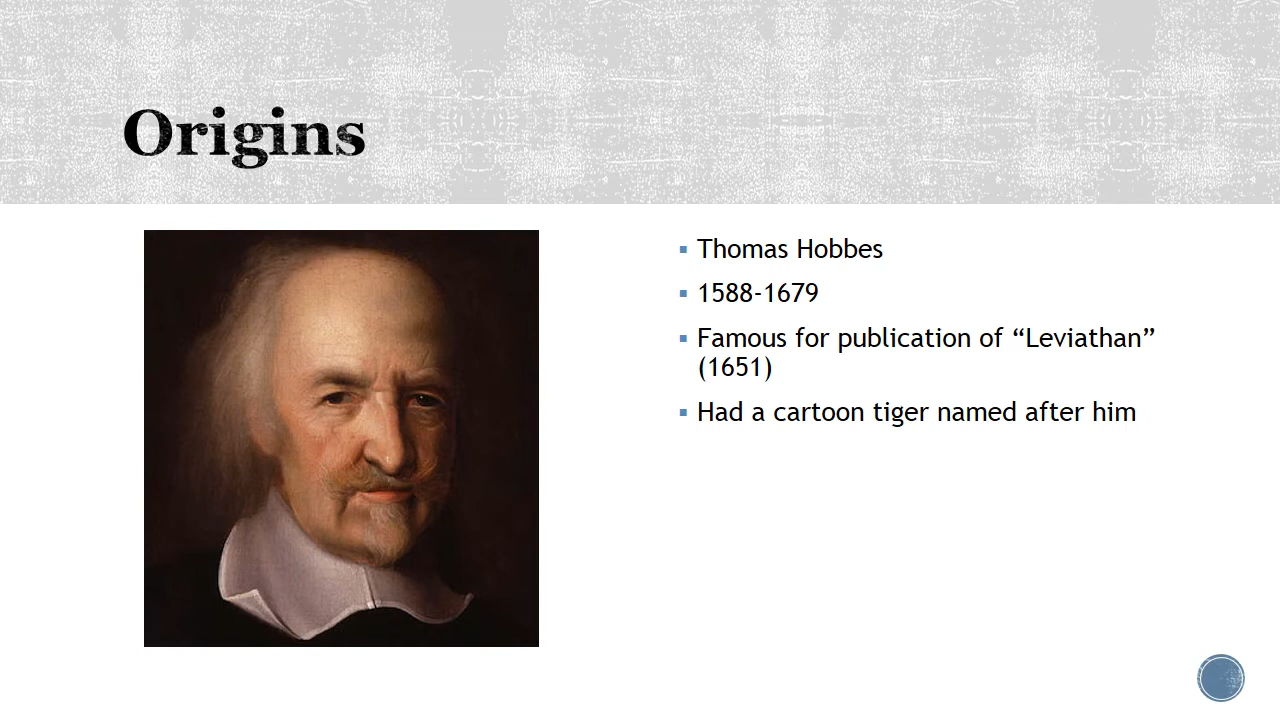 Origins
Thomas Hobbes
1588-1679
Famous for publication of “Leviathan”
(1651)
Had a cartoon tiger named after him